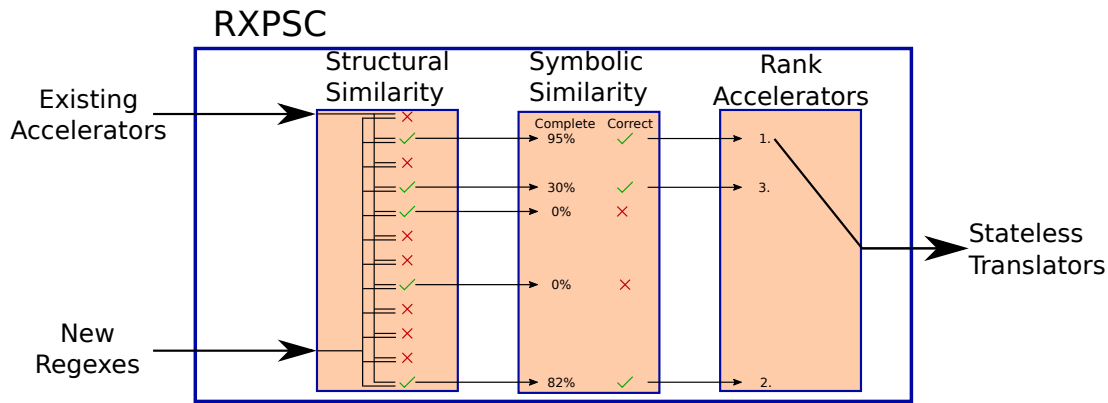 RXPSC
Existing
Accelerators
New
Regexes
Structural
Similarity
Symbolic
Similarity
Complete Correct
95%
30%
0%
0%
82%
Rank
Accelerators
1.
3.
2.
Stateless
Translators